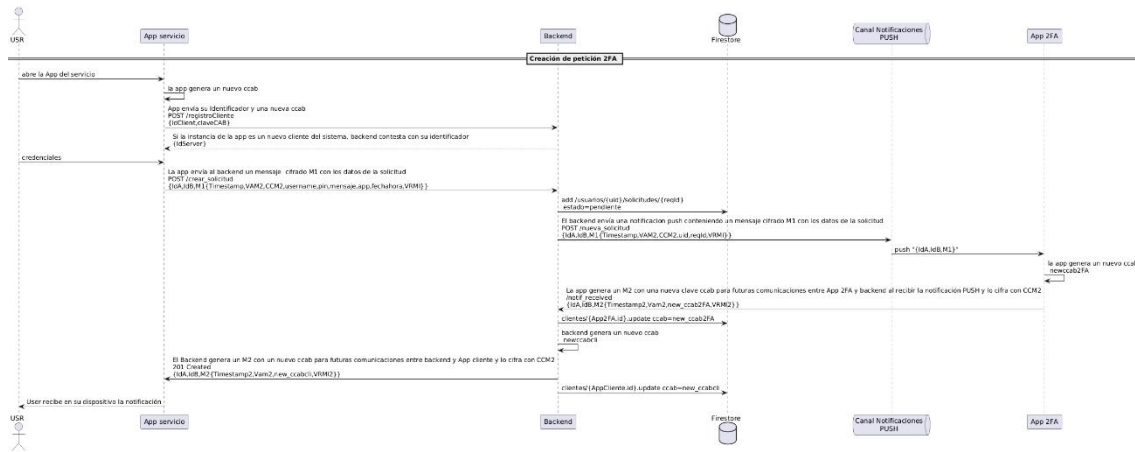 USR
App servicio
Backend
Firestore
Canal Notificaciones
PUSH
App 2FA
Creación de petición 2FA
abre la App del servicio
la app genera un nuevo ccab
App envía su Identificador y una nueva ccab
POST /registroCliente
{IdClient,claveCAB}
Si la instancia de la app es un nuevo cliente del sistema, backend contesta con su identificador
{IdServer}
credenciales
La app envía al backend un mensaje cifrado M1 con los datos de la solicitud
POST /crear_solicitud
{IdA,IdB,M1{Timestamp,VAM2,CCM2,username,pin,mensaje,app,fechahora,VRMI}}
add /usuarios/{uid}/solicitudes/{reqId}
estado=pendiente
El backend envía una notificacion push conteniendo un mensaje cifrado M1 con los datos de la solicitud
POST /nueva_solicitud
{IdA,IdB,M1{Timestamp,VAM2,CCM2,uid,reqId,VRMI}}
push "{IdA,IdB,M1}"
la app genera un nuevo ccab
newccab2FA
La app genera un M2 con una nueva clave ccab para futuras comunicaciones entre App 2FA y backend al recibir la notificación PUSH y lo cifra con CCM2
/notif_received
{IdA,IdB,M2{Timestamp2,Vam2,new_ccab2FA,VRMI2}}
clientes/{App2FA.id}.update ccab=new_ccab2FA
backend genera un nuevo ccab
newccabcli
El Backend genera un M2 con un nuevo ccab para futuras comunicaciones entre backend y App cliente y lo cifra con CCM2
201 Created
{IdA,IdB,M2{Timestamp2,Vam2,new_ccabcli,VRMI2}}
clientes/{AppCliente.id}.update ccab=new_ccabcli
User recibe en su dispositivo la notificación
USR
App servicio
Backend
Firestore
Canal Notificaciones
PUSH
App 2FA